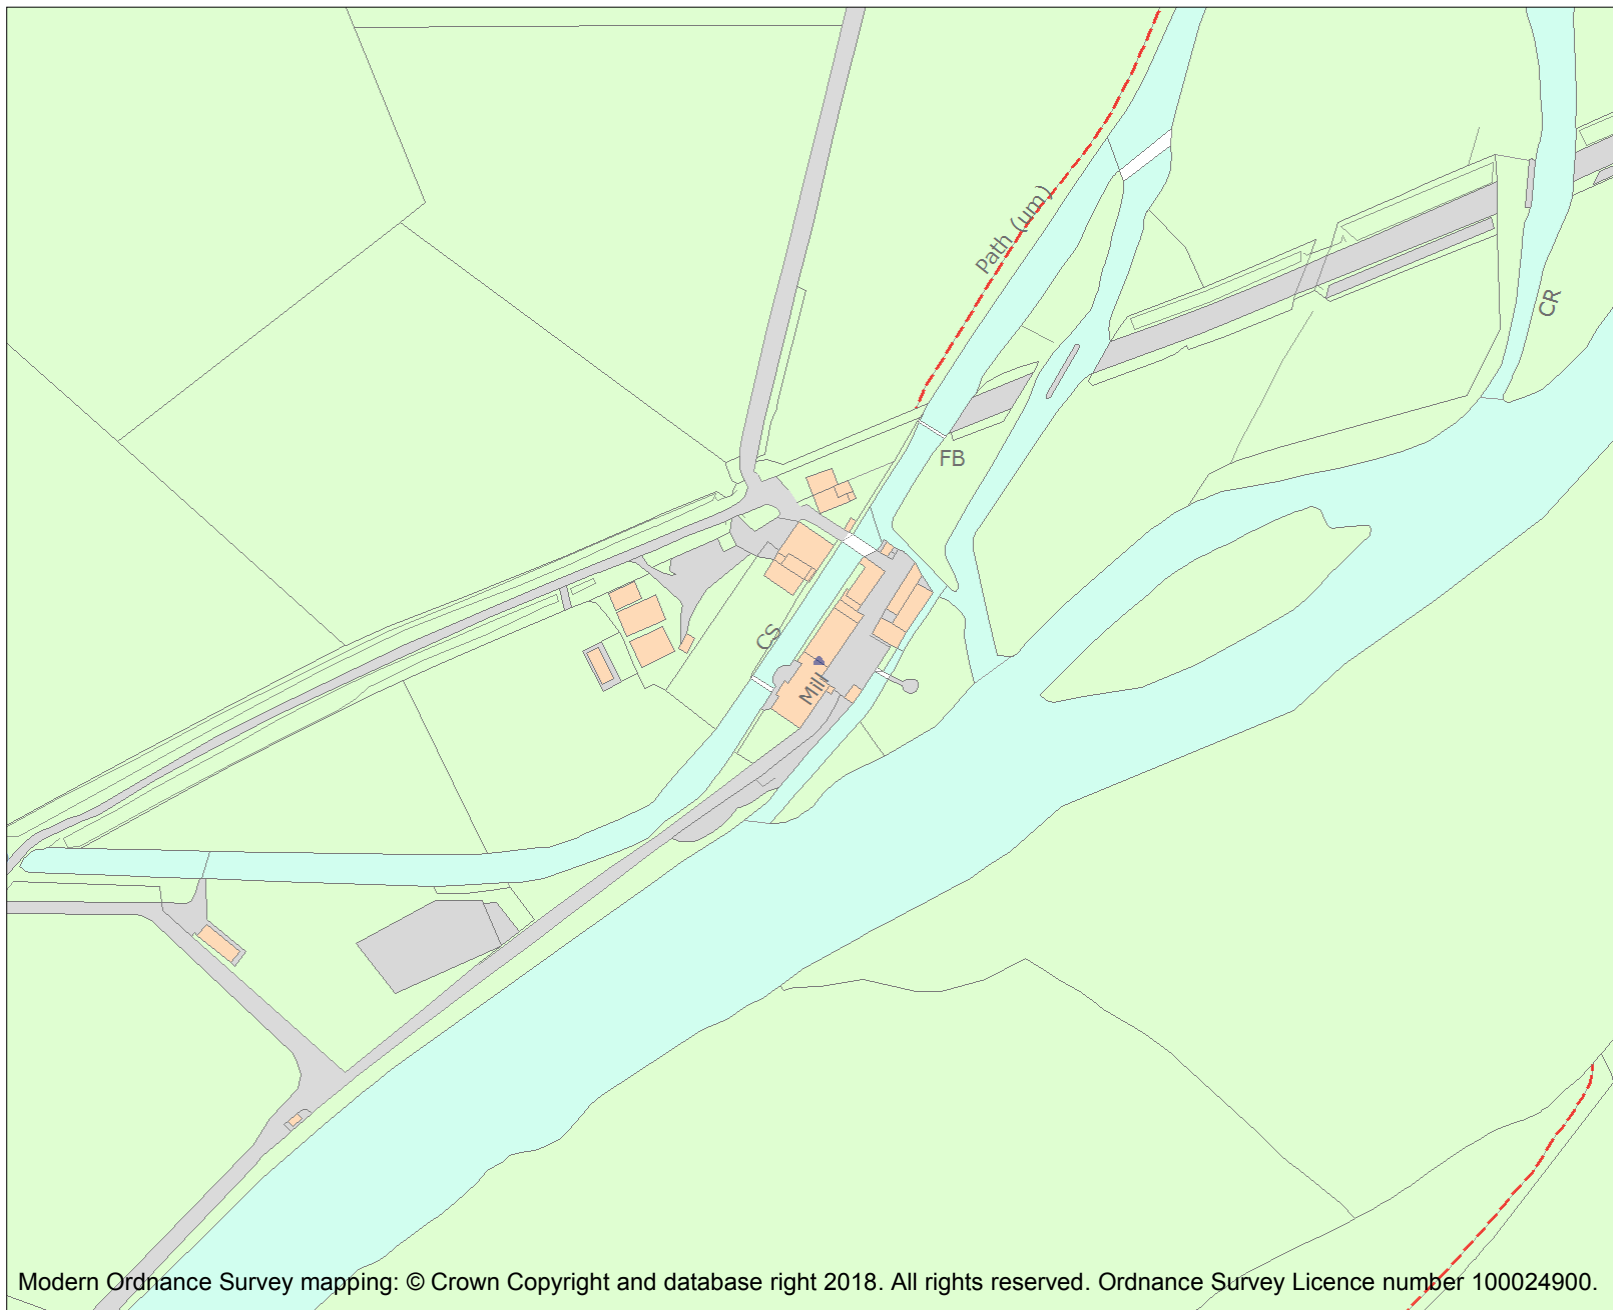 Path (um)
CR
FB
CS
Mill
Modern Ordnance Survey mapping: © Crown Copyright and database right 2018. All rights reserved. Ordnance Survey Licence number 100024900.